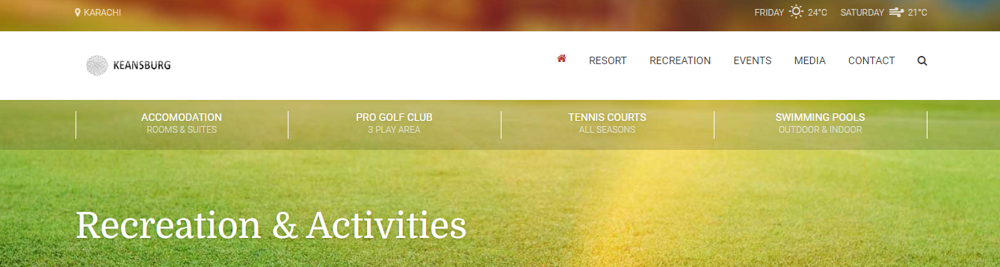 KARACHI
FRIDAY 24°C SATURDAY 21°C
KEANSBURG
RESORT RECREATION EVENTS MEDIA CONTACT
ACCOMODATION PRO GOLF CLUB TENNIS COURTS SWIMMING POOLS
ROOMS & SUITES 3 PLAY AREA ALL SEASONS OUTDOOR & INDOOR
Recreation & Activities